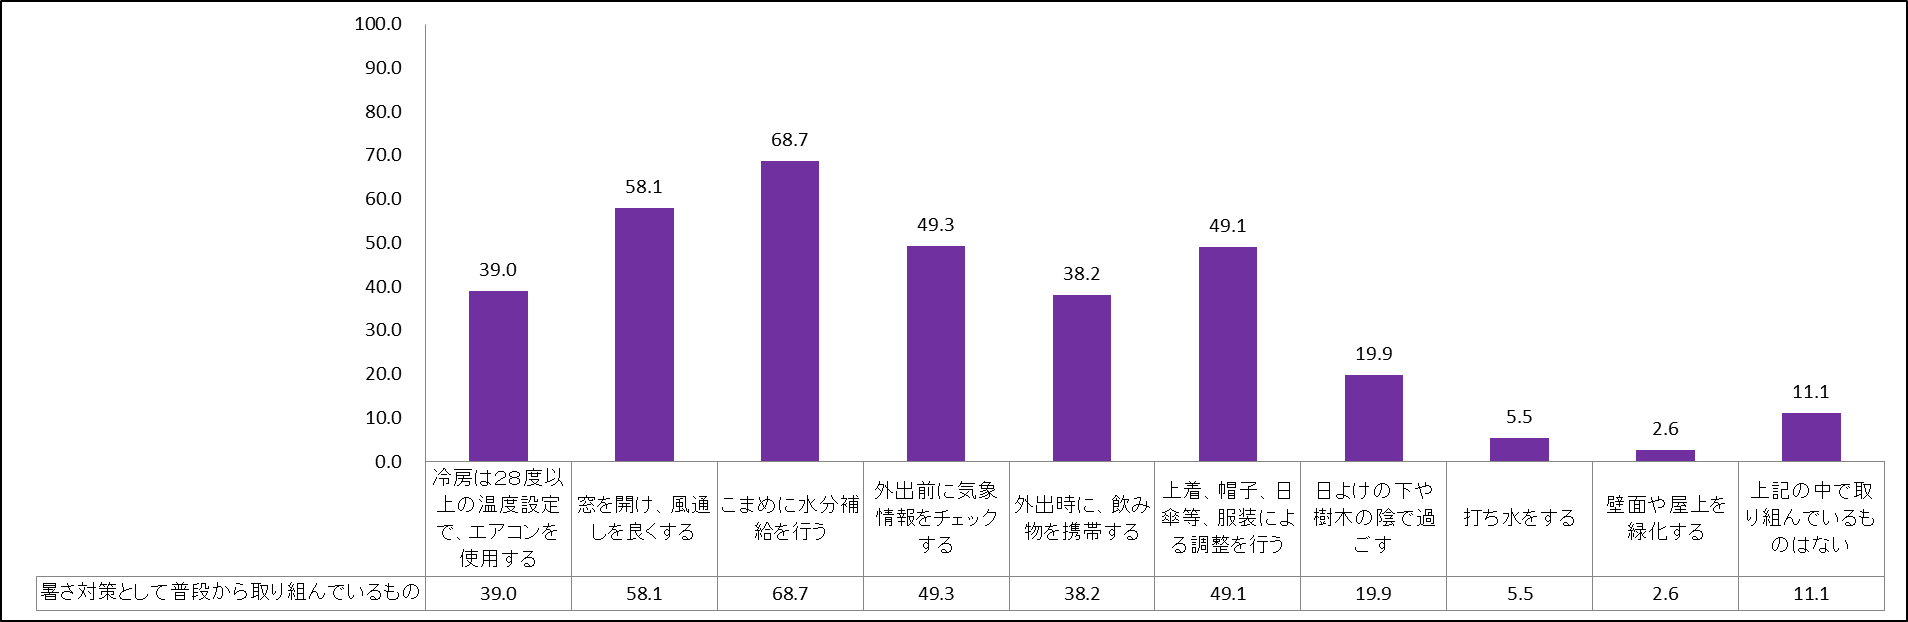 100.0
90.0
80.0
70.0
60.0
50.0
40.0
30.0
20.0
10.0
0.0
39.0
58.1
68.7
49.3
38.2
49.1
19.9
5.5
2.6
11.1
冷房は28度以
上の温度設定
で、エアコンを
使用する
窓を開け、風通
しを良くする
こまめに水分補
給を行う
外出前に気象
情報をチェック
する
外出時に、飲み
物を携帯する
上着、帽子、日
傘等、服装によ
る調整を行う
日よけの下や
樹木の陰で過
ごす
打ち水をする
壁面や屋上を
緑化する
上記の中で取
り組んでいるも
のはない
暑さ対策として普段から取り組んでいるもの 39.0 58.1 68.7 49.3 38.2 49.1 19.9 5.5 2.6 11.1